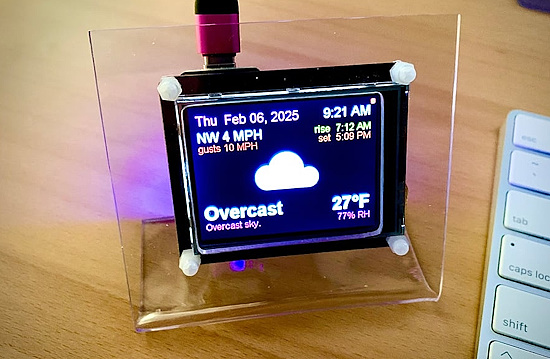 Thu Feb 06, 2025
9:21 AM
NW 4 MPH
gusts 10 MPH
rise 7:12 AM
set 5:09 PM
Overcast
Overcast sky.
27°F
77% RH
esc
tab
caps loc
shift